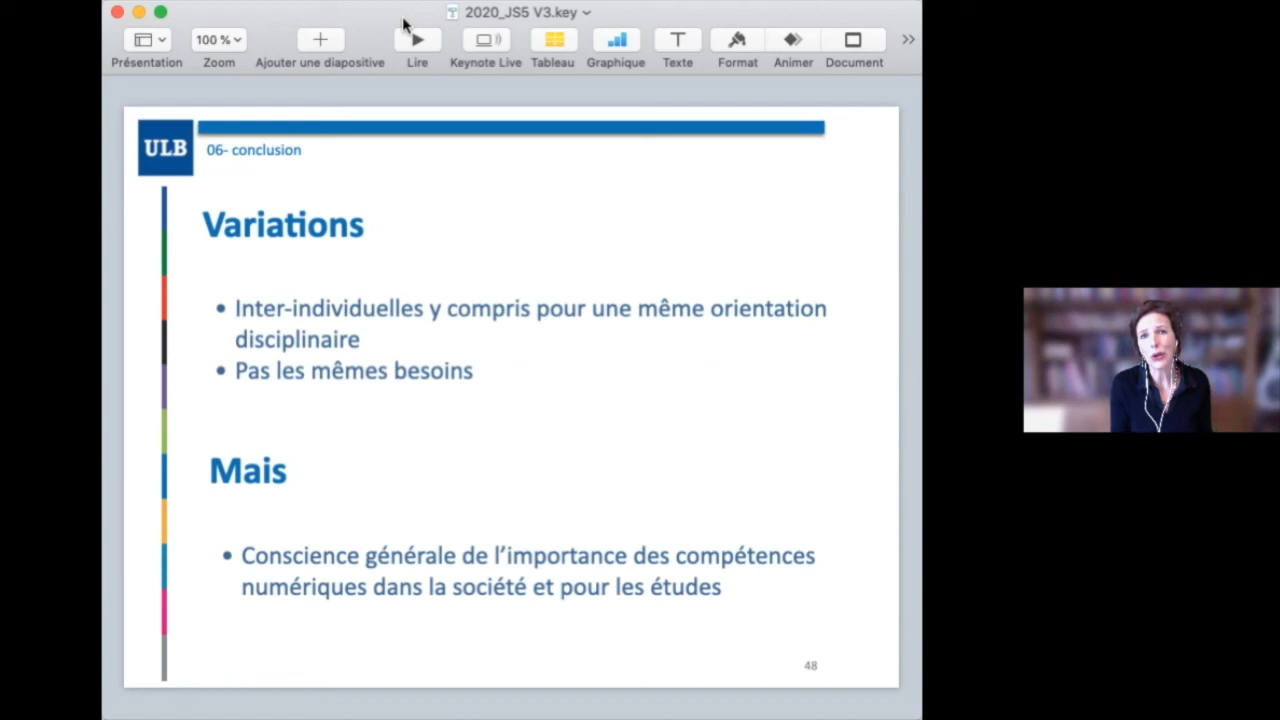 2020_JS5 V3.key
100 %
Présentation Zoom Ajouter une diapositive Lire Keynote Live Tableau Graphique Texte Format Animer Document
ULB
06- conclusion
Variations
• Inter-individuelles y compris pour une même orientation
disciplinaire
• Pas les mêmes besoins
Mais
• Conscience générale de l’importance des compétences
numériques dans la société et pour les études
48